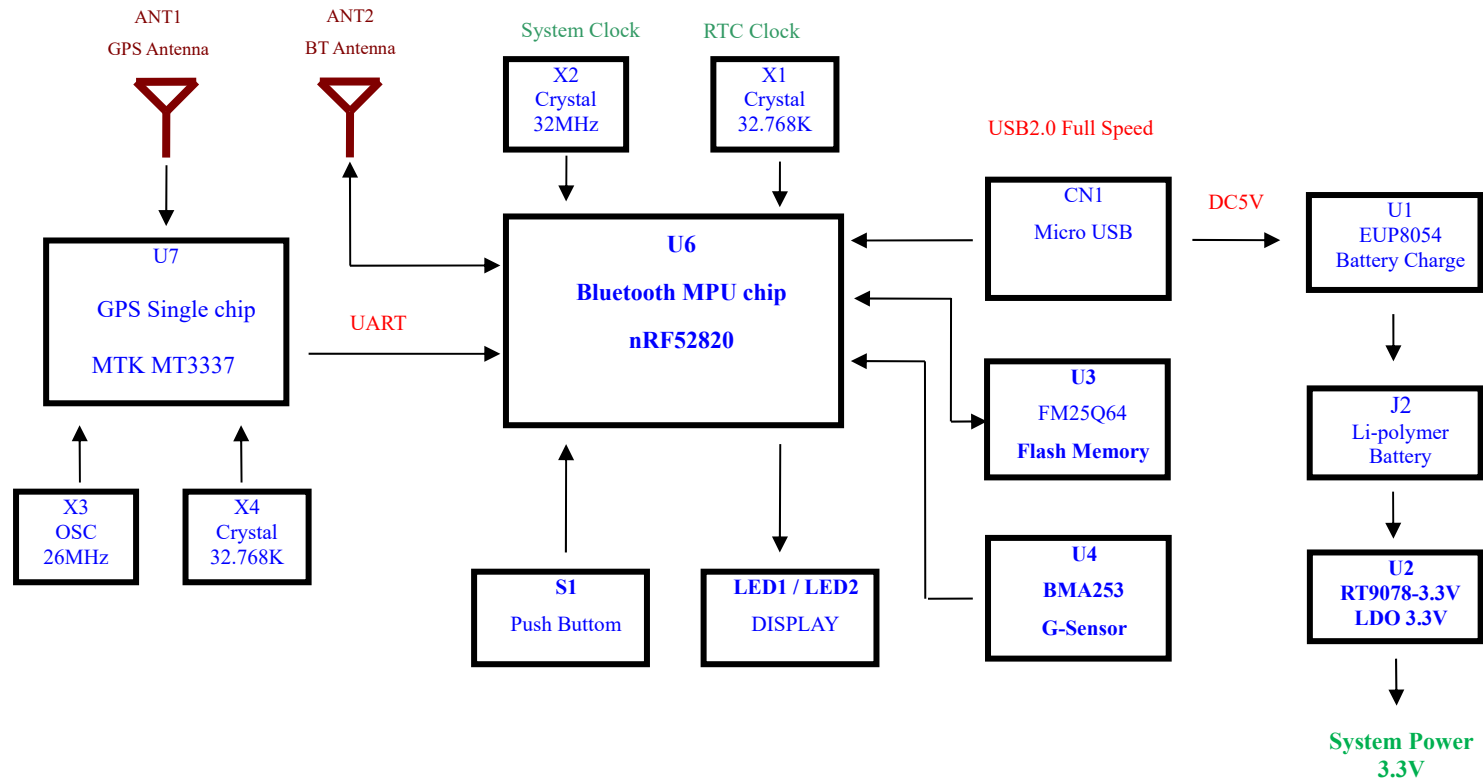 ANT1
GPS Antenna
ANT2
BT Antenna
System Clock
RTC Clock
X2
Crystal
32MHz
X1
Crystal
32.768K
USB2.0 Full Speed
CN1
Micro USB
DC5V
U1
EUP8054
Battery Charge
U7
GPS Single chip
MTK MT3337
UART
U6
Bluetooth MPU chip
nRF52820
U3
FM25Q64
Flash Memory
J2
Li-polymer
Battery
X3
OSC
26MHz
X4
Crystal
32.768K
S1
Push Buttom
LED1 / LED2
DISPLAY
U4
BMA253
G-Sensor
U2
RT9078-3.3V
LDO 3.3V
System Power
3.3V